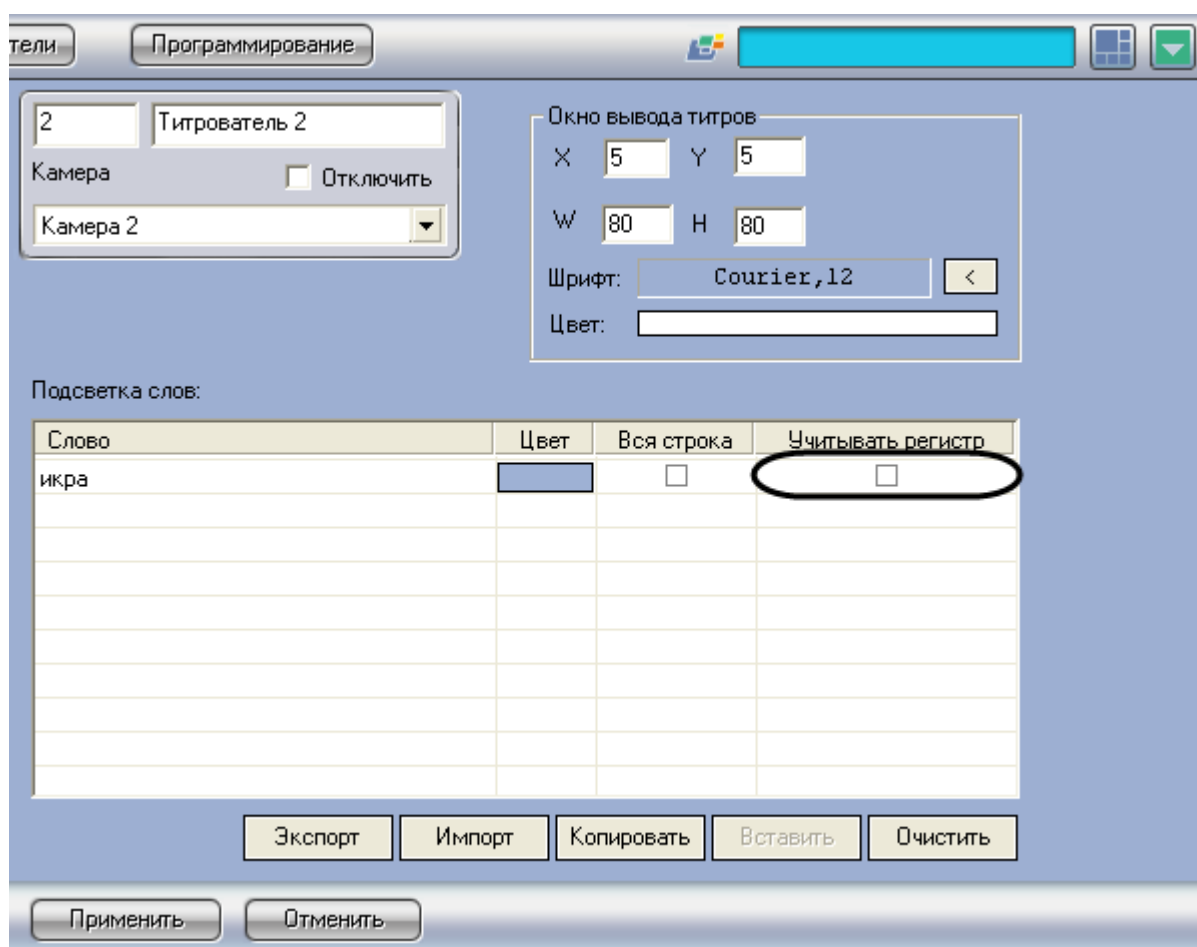 тели Программирование
2 Титрователь 2
Камера Отключить
Камера 2
Окно вывода титров
X 5 Y 5
W 80 H 80
Шрифт: Courier,12 <
Цвет:
Подсветка слов:
Слово Цвет Вся строка Учитывать регистр
икра
Экспорт Импорт Копировать Вставить Очистить
Применить Отменить